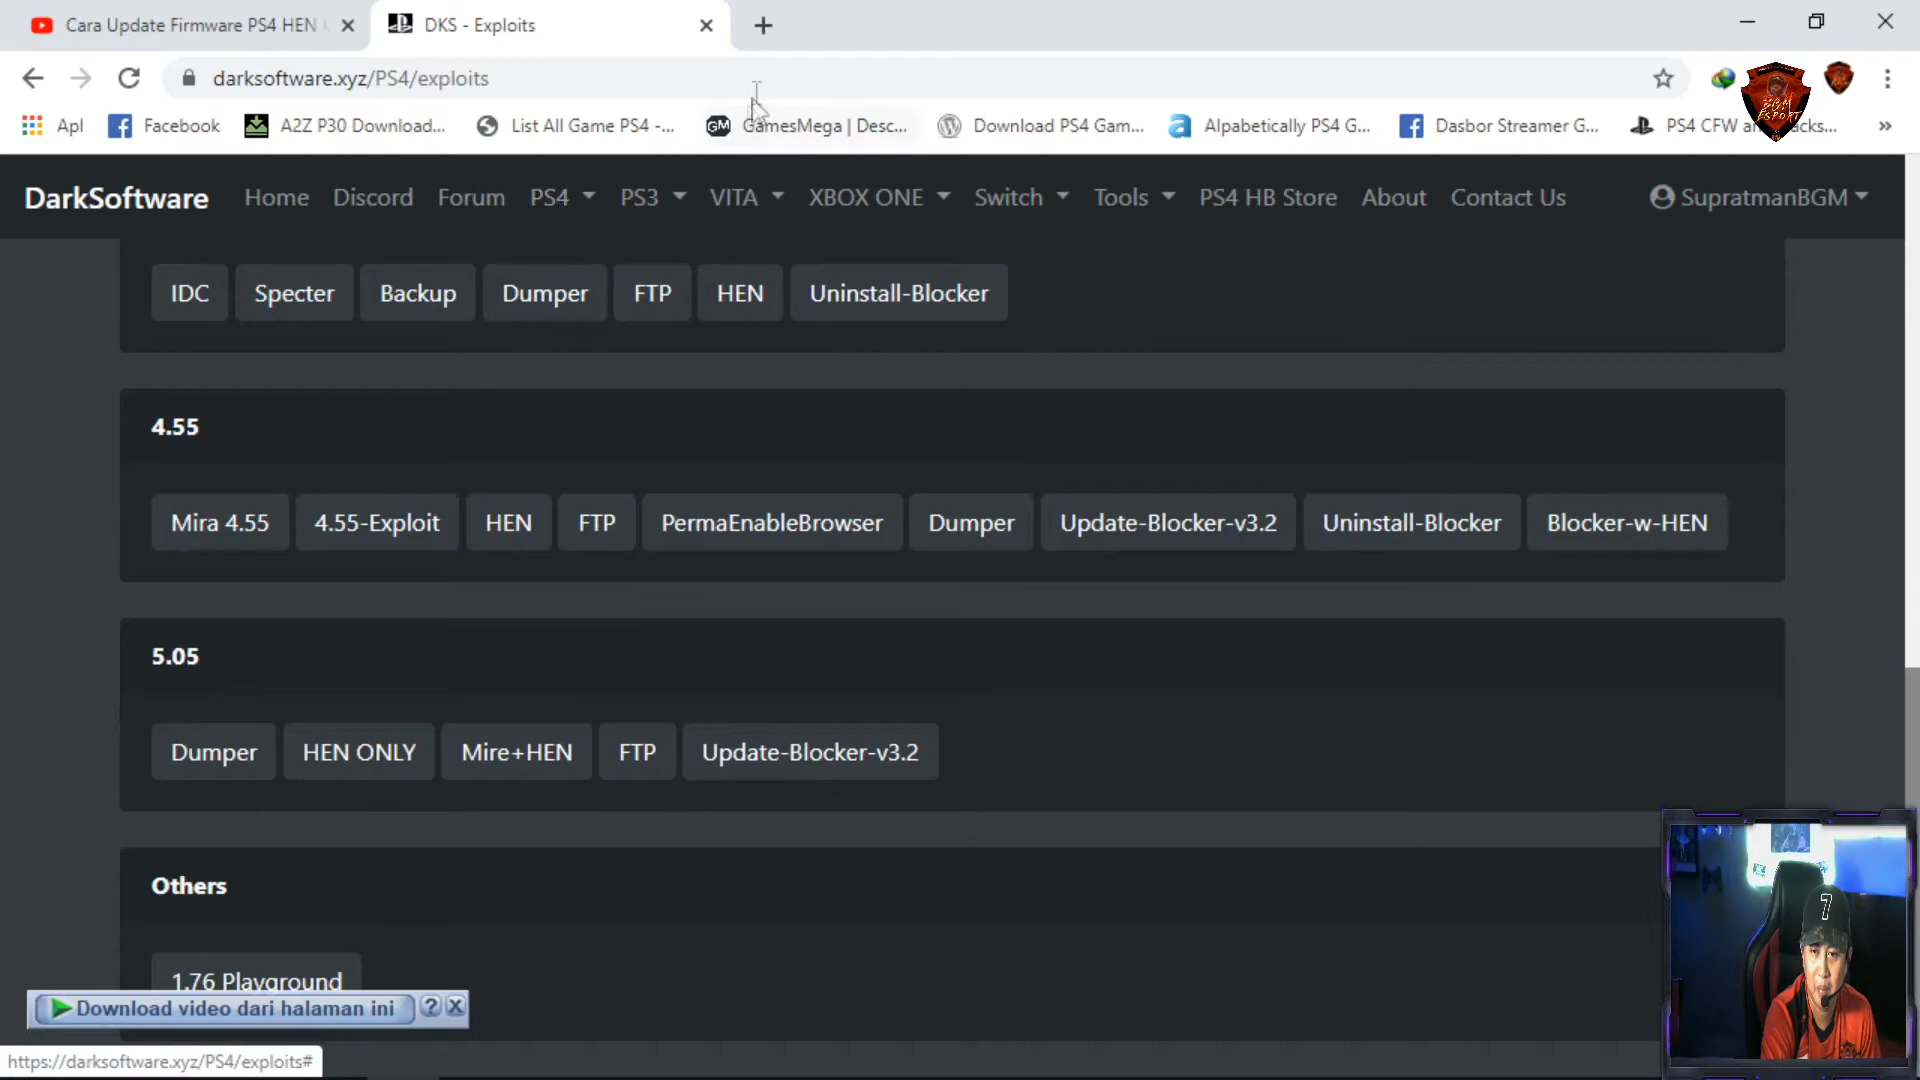 Cara Update Firmware PS4 HEN
DKS - Exploits
darksoftware.xyz/PS4/exploits
Apl
Facebook
A2Z P30 Download...
List All Game PS4 -...
GamesMega | Desc...
Download PS4 Gam...
Alpabetically PS4 G...
Dasbor Streamer G...
PS4 CFW
BGM
ESPORT
DarkSoftware
Home
Discord
Forum
PS4
PS3
VITA
XBOX ONE
Switch
Tools
PS4 HB Store
About
Contact Us
SupratmanBGM
IDC
Specter
Backup
Dumper
FTP
HEN
Uninstall-Blocker
4.55
Mira 4.55
4.55-Exploit
HEN
FTP
PermaEnableBrowser
Dumper
Update-Blocker-v3.2
Uninstall-Blocker
Blocker-w-HEN
5.05
Dumper
HEN ONLY
Mire+HEN
FTP
Update-Blocker-v3.2
Others
1.76 Playground
Download video dari halaman ini
https://darksoftware.xyz/PS4/exploits#
7